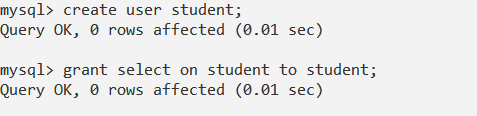 mysql> create user student;
Query OK, 0 rows affected (0.01 sec)
mysql> grant select on student to student;
Query OK, 0 rows affected (0.01 sec)